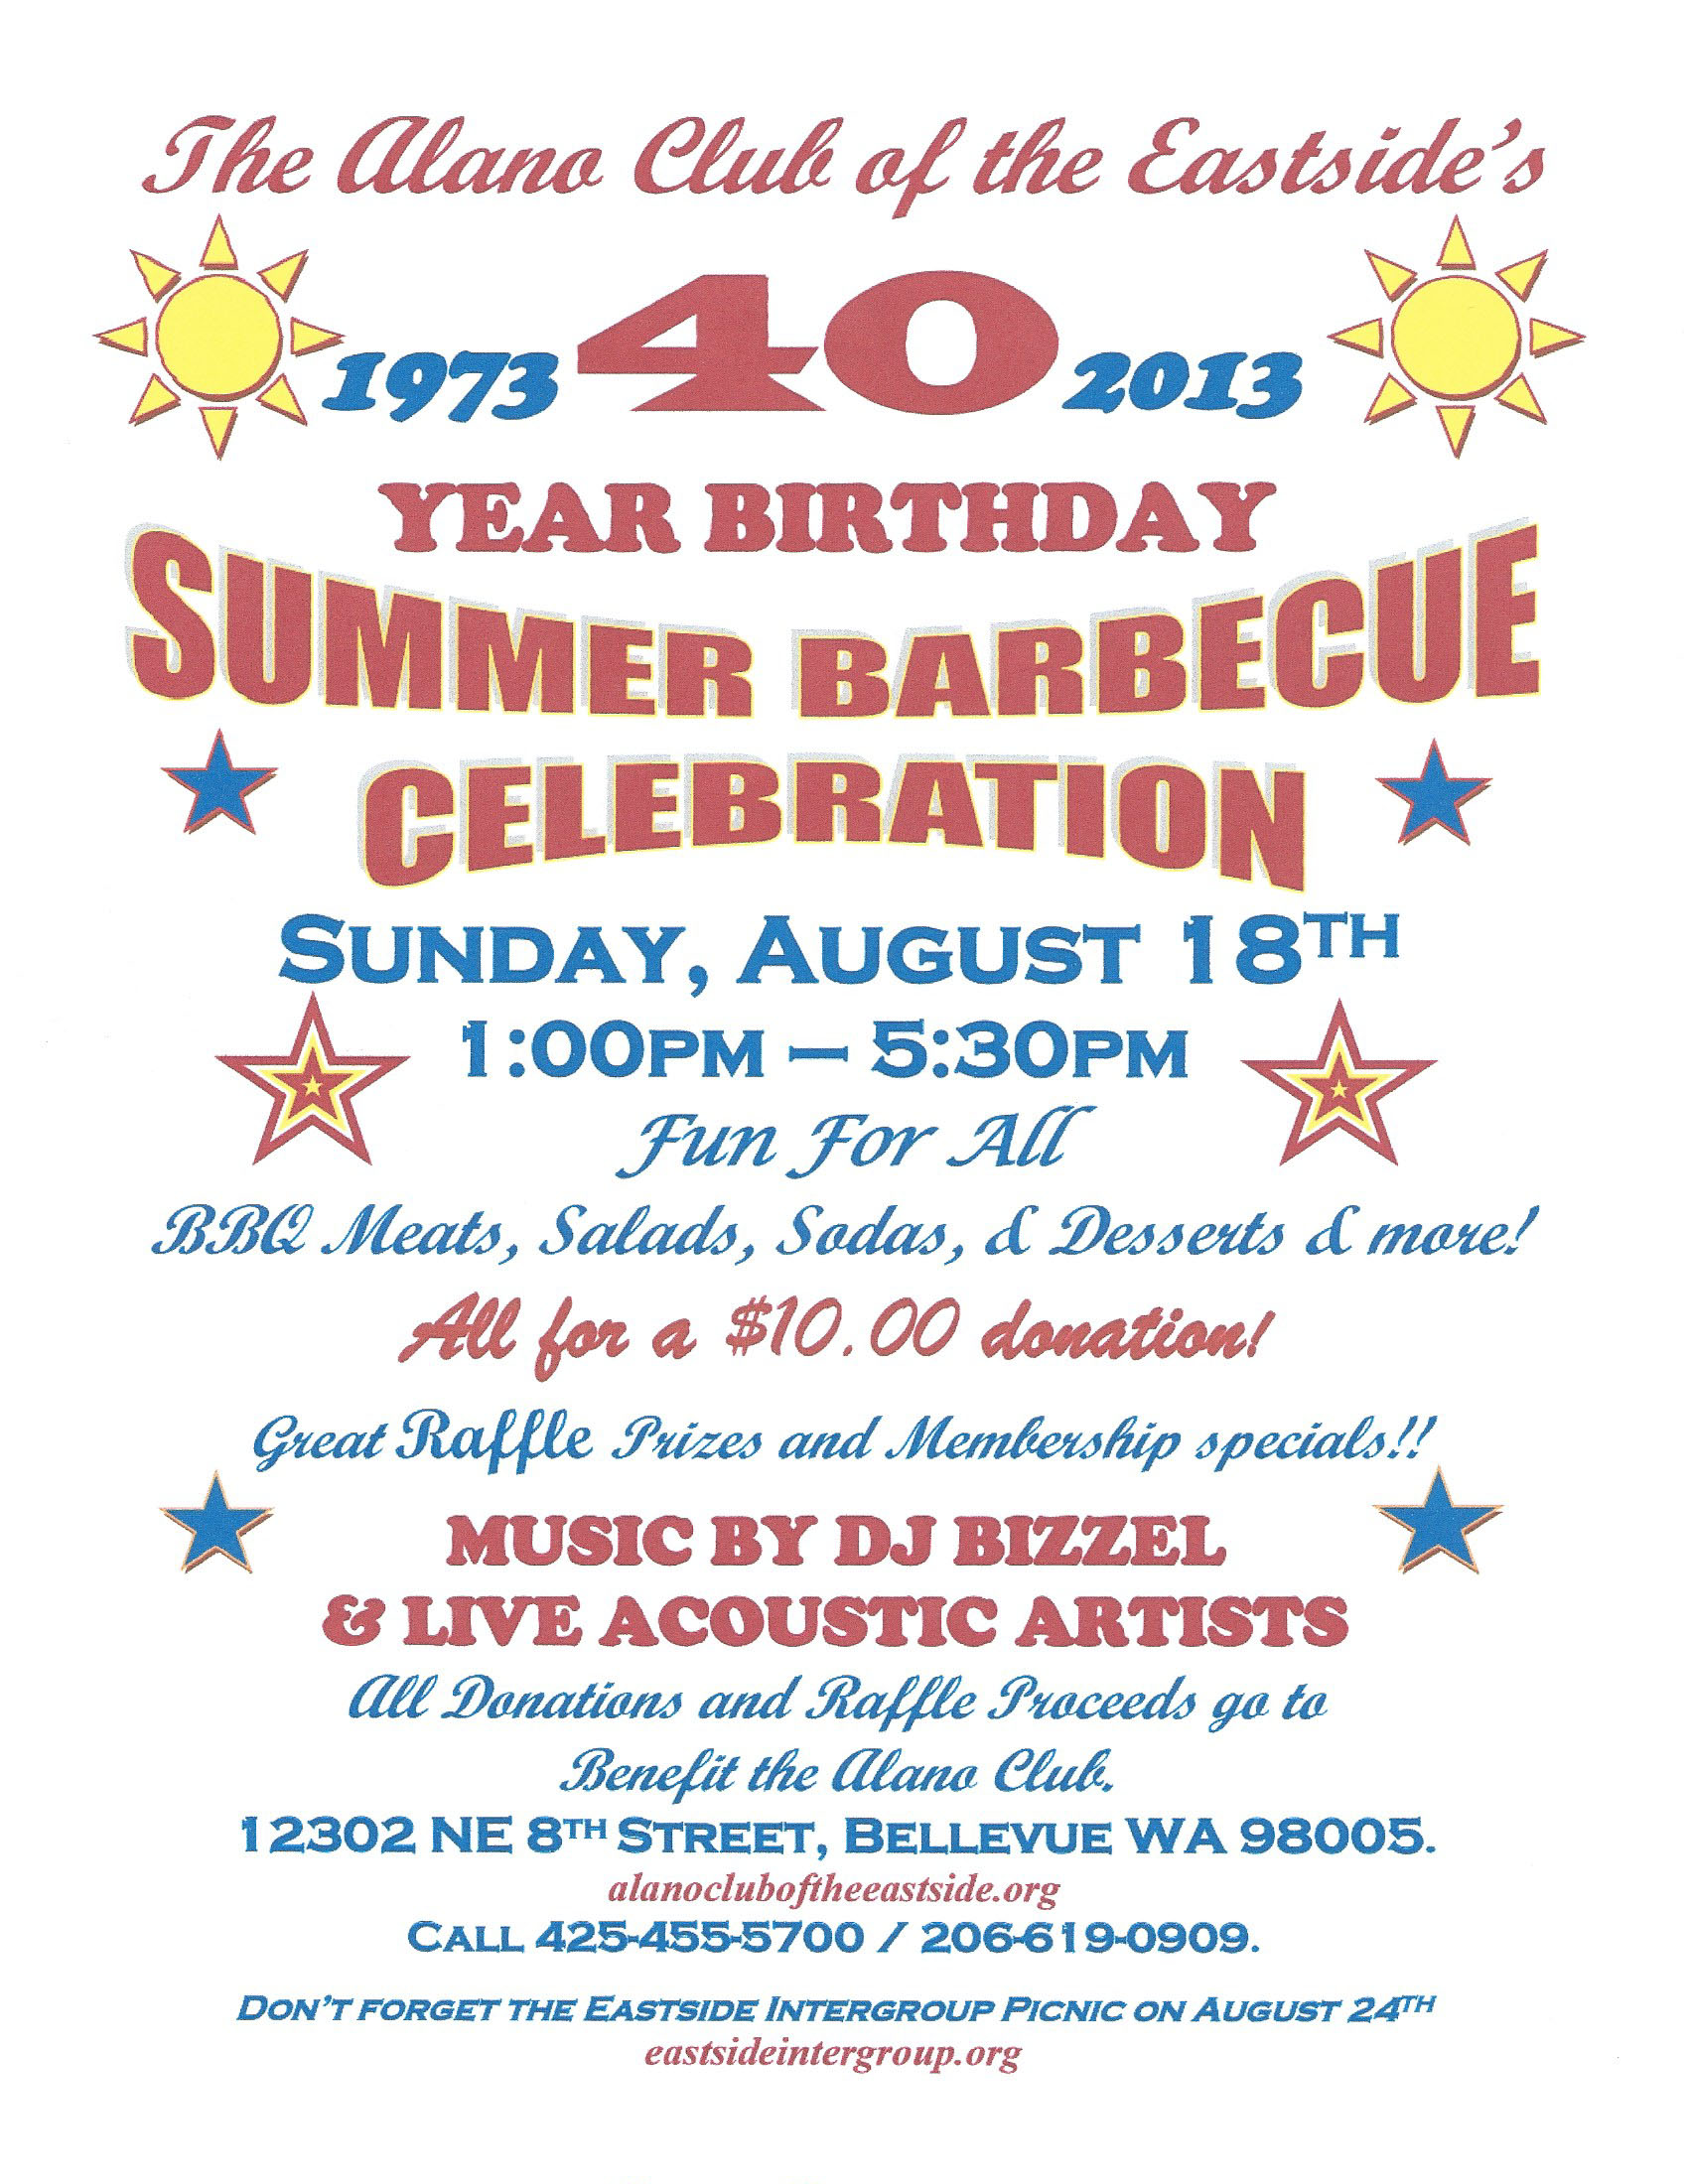 The Alano Club of the Eastside's
1973 40 2013
YEAR BIRTHDAY
SUMMER BARBECUE
CELEBRATION
SUNDAY, AUGUST 18TH
1:00PM – 5:30PM
Fun For All
BBQ Meats, Salads, Sodas, & Desserts & more!
All for a $10.00 donation!
Great Raffle Prizes and Membership specials!!
MUSIC BY DJ BIZZEL
& LIVE ACOUSTIC ARTISTS
All Donations and Raffle Proceeds go to
Benefit the Alano Club.
12302 NE 8TH STREET, BELLEVUE WA 98005.
alanocluboftheeastside.org
CALL 425-455-5700 / 206-619-0909.
DON'T FORGET THE EASTSIDE INTERGROUP PICNIC ON AUGUST 24TH
eastsideintergroup.org